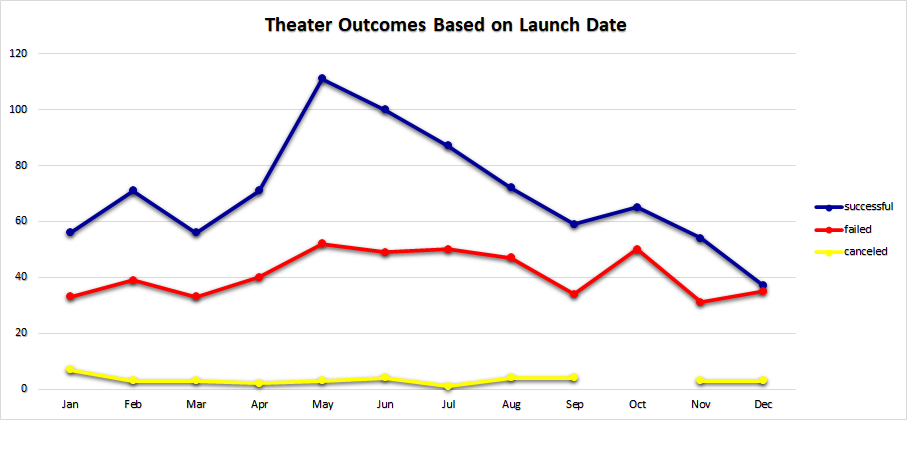 Theater Outcomes Based on Launch Date
120
100
80
60
40
20
0
Jan Feb Mar Apr May Jun Jul Aug Sep Oct Nov Dec
successful
failed
canceled